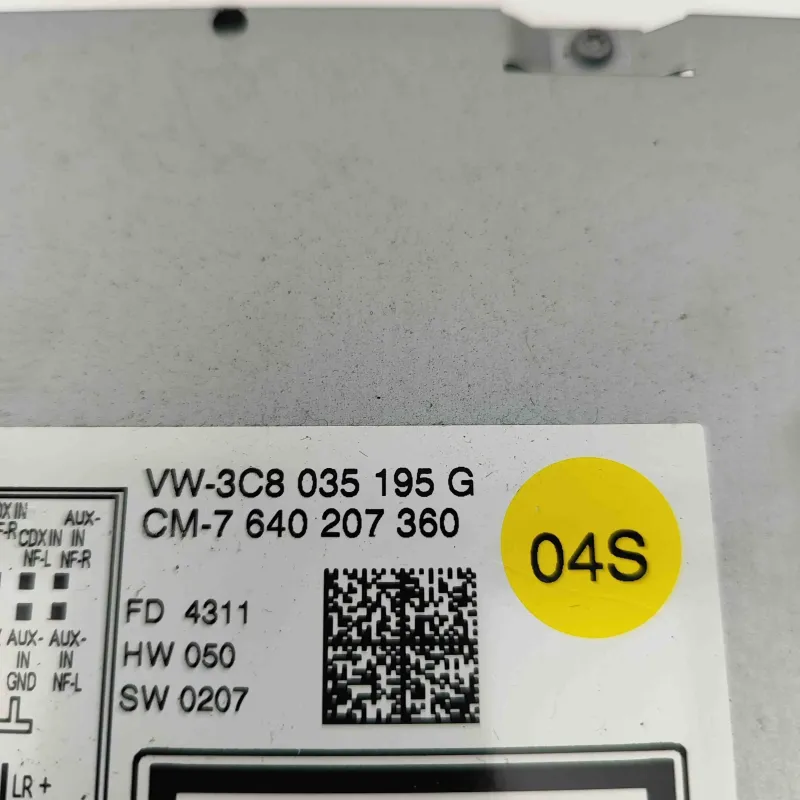 VW-3C8 035 195 G
CM-7 640 207 360
04S
FD 4311
HW 050
SW 0207
AUX-
CDX IN IN
NF-L NF-R
AUX- AUX-
IN IN
GND NF-L
LR +